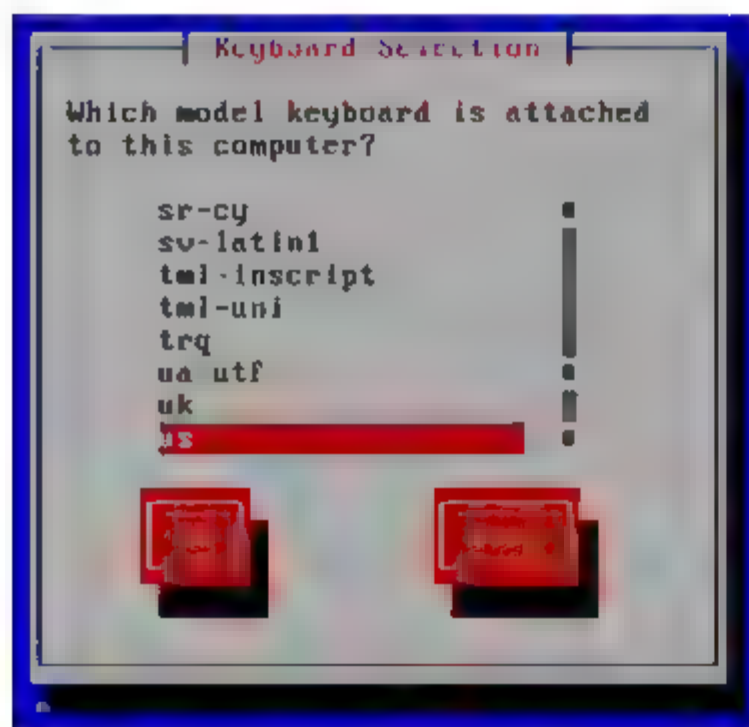 Keyboard Selection
Which model keyboard is attached
to this computer?
sr-cy
sv-latin1
tml-inscript
tml-uni
trq
ua-utf
uk
us